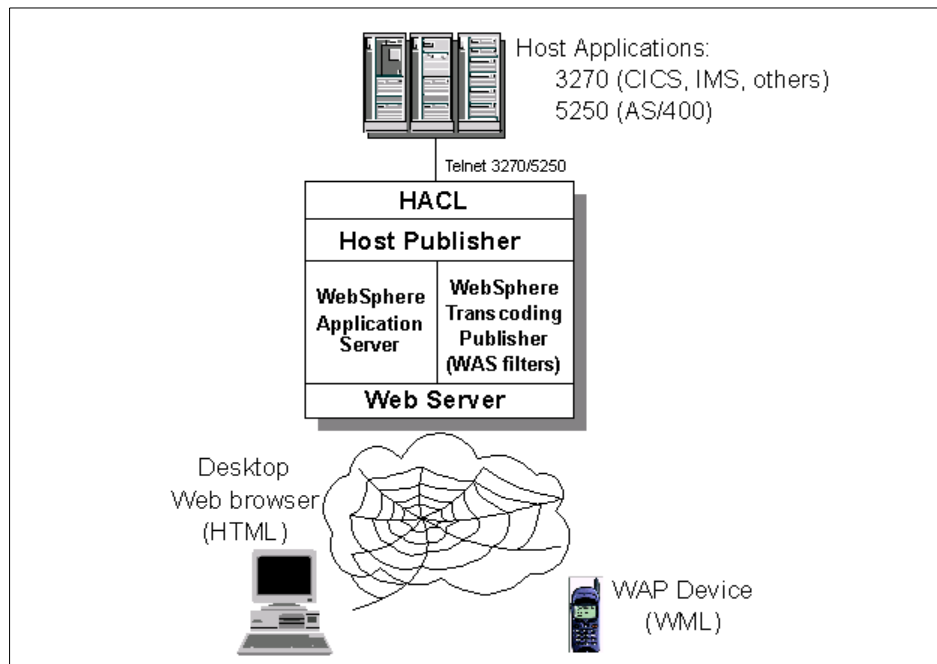 Host Applications:
3270 (CICS, IMS, others)
5250 (AS/400)
Telnet 3270/5250
HACL
Host Publisher
WebSphere
Application
Server
WebSphere
Transcoding
Publisher
(WAS filters)
Web Server
Desktop
Web browser
(HTML)
WAP Device
(WML)